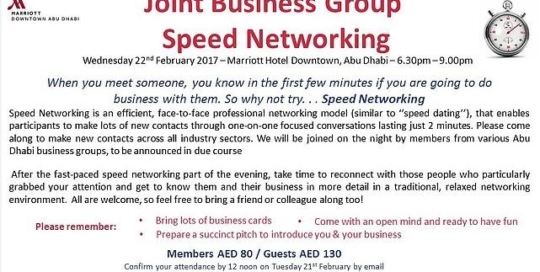 Joint Business Group
MARRIOTT
DOWNTOWN ABU DHABI
Speed Networking
Wednesday 22nd February 2017 – Marriott Hotel Downtown, Abu Dhabi – 6.30pm – 9.00pm
When you meet someone, you know in the first few minutes if you are going to do
business with them. So why not try. . . Speed Networking
Speed Networking is an efficient, face-to-face professional networking model (similar to "speed dating"), that enables
participants to make lots of new contacts through one-on-one focused conversations lasting just 2 minutes. Please come
along to make new contacts across all industry sectors. We will be joined on the night by members from various Abu
Dhabi business groups, to be announced in due course
After the fast-paced speed networking part of the evening, take time to reconnect with those people who particularly
grabbed your attention and get to know them and their business in more detail in a traditional, relaxed networking
environment. All are welcome, so feel free to bring a friend or colleague along too!
Please remember:
• Bring lots of business cards
• Come with an open mind and ready to have fun
• Prepare a succinct pitch to introduce you & your business
Members AED 80 / Guests AED 130
Confirm your attendance by 12 noon on Tuesday 21st February by email